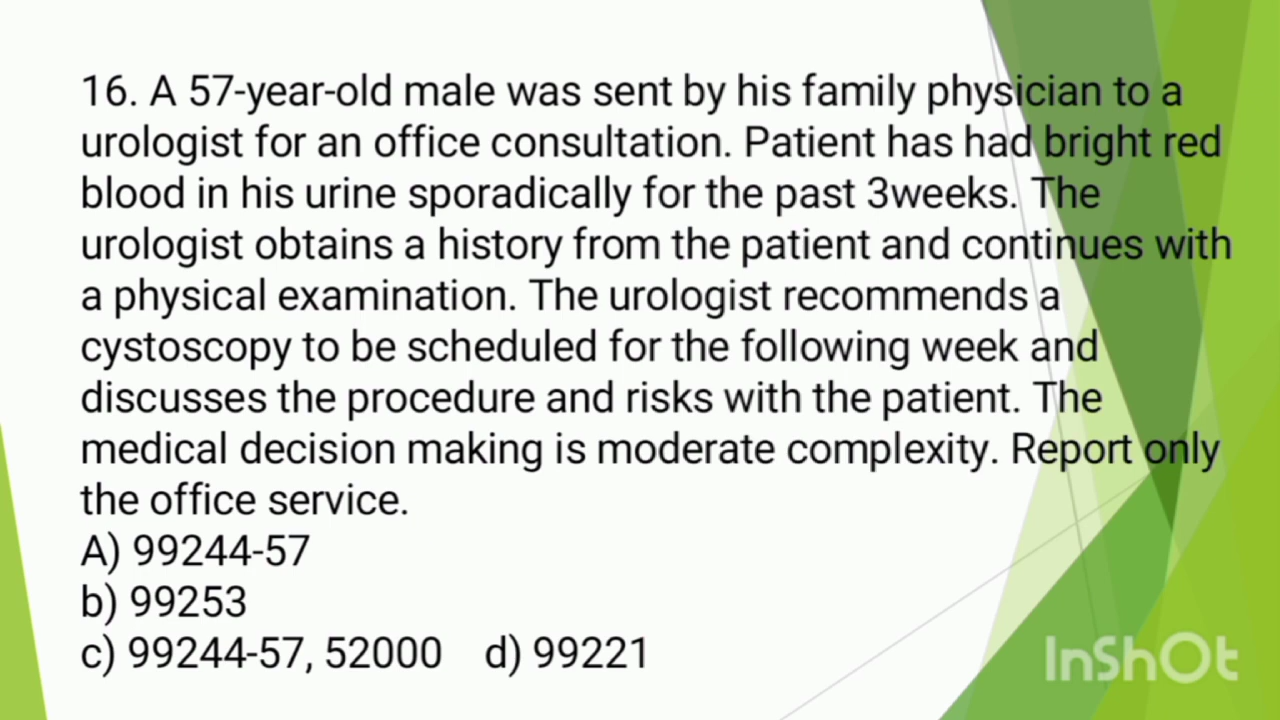 16. A 57-year-old male was sent by his family physician to a
urologist for an office consultation. Patient has had bright red
blood in his urine sporadically for the past 3weeks. The
urologist obtains a history from the patient and continues with
a physical examination. The urologist recommends a
cystoscopy to be scheduled for the following week and
discusses the procedure and risks with the patient. The
medical decision making is moderate complexity. Report only
the office service.
A) 99244-57
b) 99253
c) 99244-57, 52000 d) 99221
InShOt